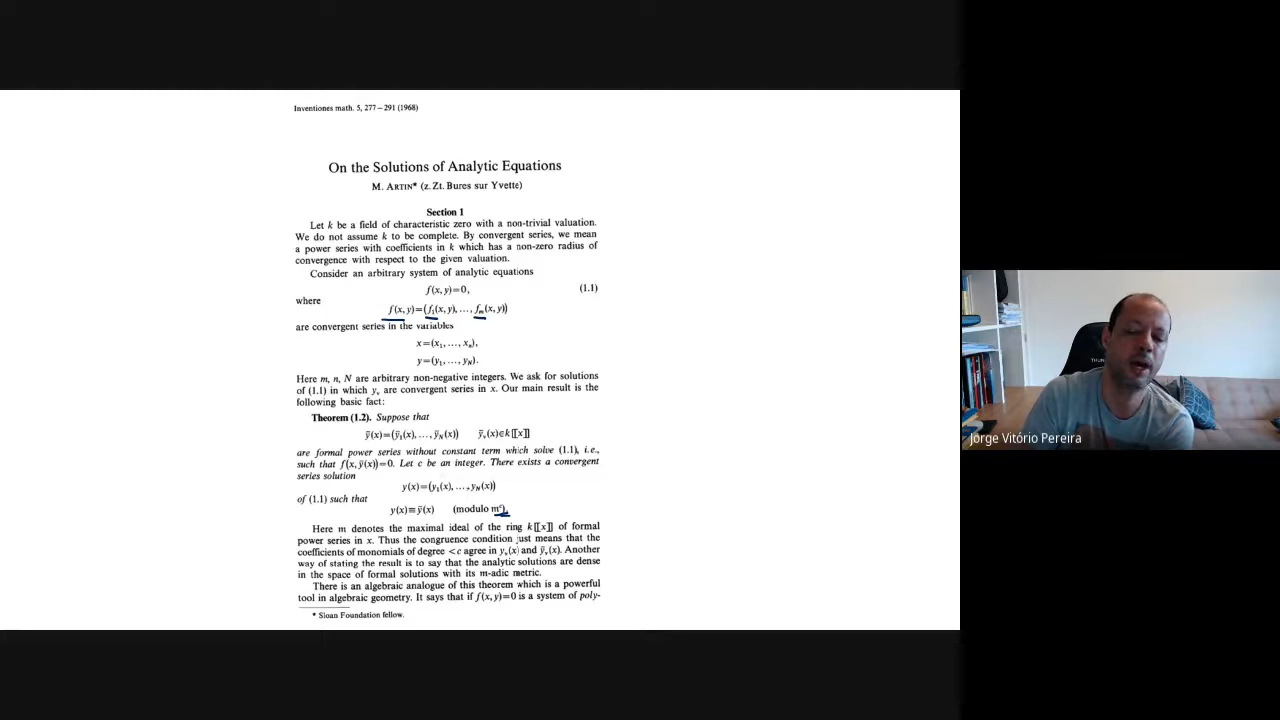 Inventiones math. 5, 277–291 (1968)
On the Solutions of Analytic Equations
M. ARTIN* (z. Zt. Bures sur Yvette)
Section 1
Let k be a field of characteristic zero with a non-trivial valuation.
We do not assume k to be complete. By convergent series, we mean
a power series with coefficients in k which has a non-zero radius of
convergence with respect to the given valuation.
Consider an arbitrary system of analytic equations
f(x, y)=0, (1.1)
where
f(x, y)=(f₁(x, y), ..., fₘ(x, y))
are convergent series in the variables
x=(x₁, ..., xₙ),
y=(y₁, ..., y_N).
Here m, n, N are arbitrary non-negative integers. We ask for solutions
of (1.1) in which yᵥ are convergent series in x. Our main result is the
following basic fact:
Theorem (1.2). Suppose that
ȳ(x)=(ȳ₁(x), ..., ȳ_N(x)) ȳᵥ(x)∈k[[x]]
are formal power series without constant term which solve (1.1), i.e.,
such that f(x, ȳ(x))=0. Let c be an integer. There exists a convergent
series solution
y(x)=(y₁(x), ..., y_N(x))
of (1.1) such that
y(x)≡ȳ(x) (modulo mᶜ).
Here m denotes the maximal ideal of the ring k[[x]] of formal
power series in x. Thus the congruence condition just means that the
coefficients of monomials of degree <c agree in yᵥ(x) and ȳᵥ(x). Another
way of stating the result is to say that the analytic solutions are dense
in the space of formal solutions with its m-adic metric.
There is an algebraic analogue of this theorem which is a powerful
tool in algebraic geometry. It says that if f(x, y)=0 is a system of poly-
* Sloan Foundation fellow.
THUN
Jorge Vitório Pereira